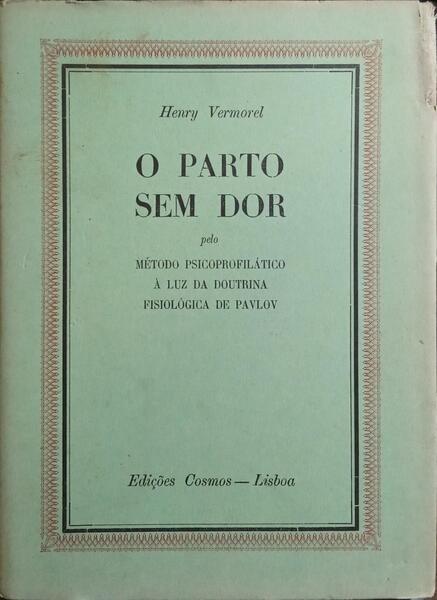 Henry Vermorel
O PARTO
SEM DOR
pelo
MÉTODO PSICOPROFILÁTICO
À LUZ DA DOUTRINA
FISIOLÓGICA DE PAVLOV
Edições Cosmos — Lisboa